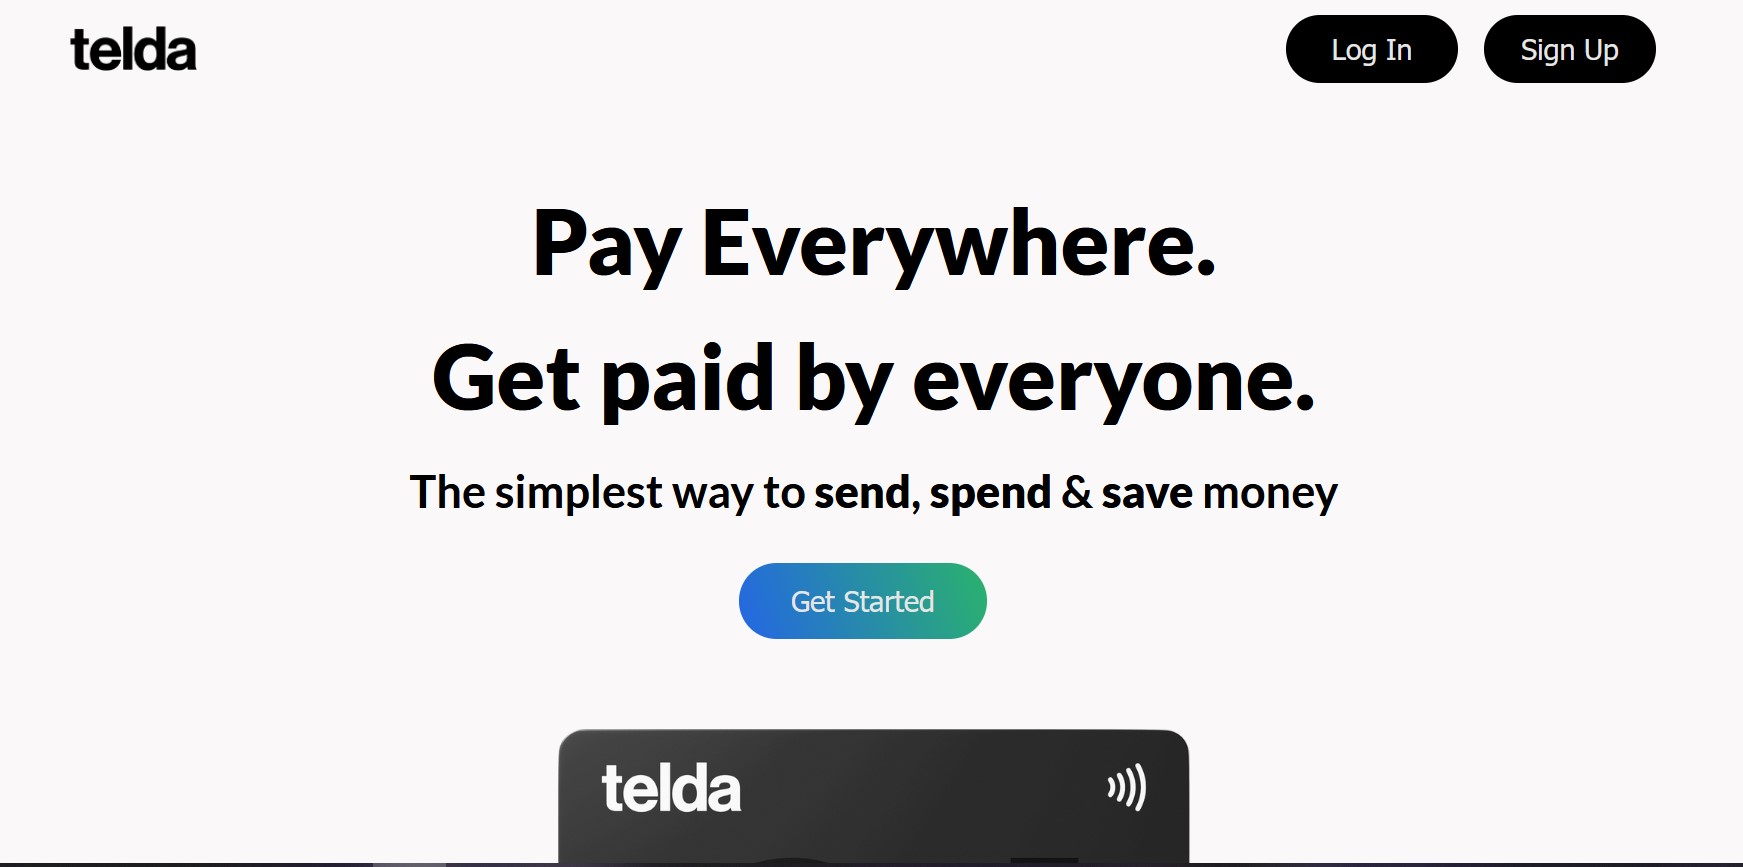 telda
Log In
Sign Up
Pay Everywhere.
Get paid by everyone.
The simplest way to send, spend & save money
Get Started
telda